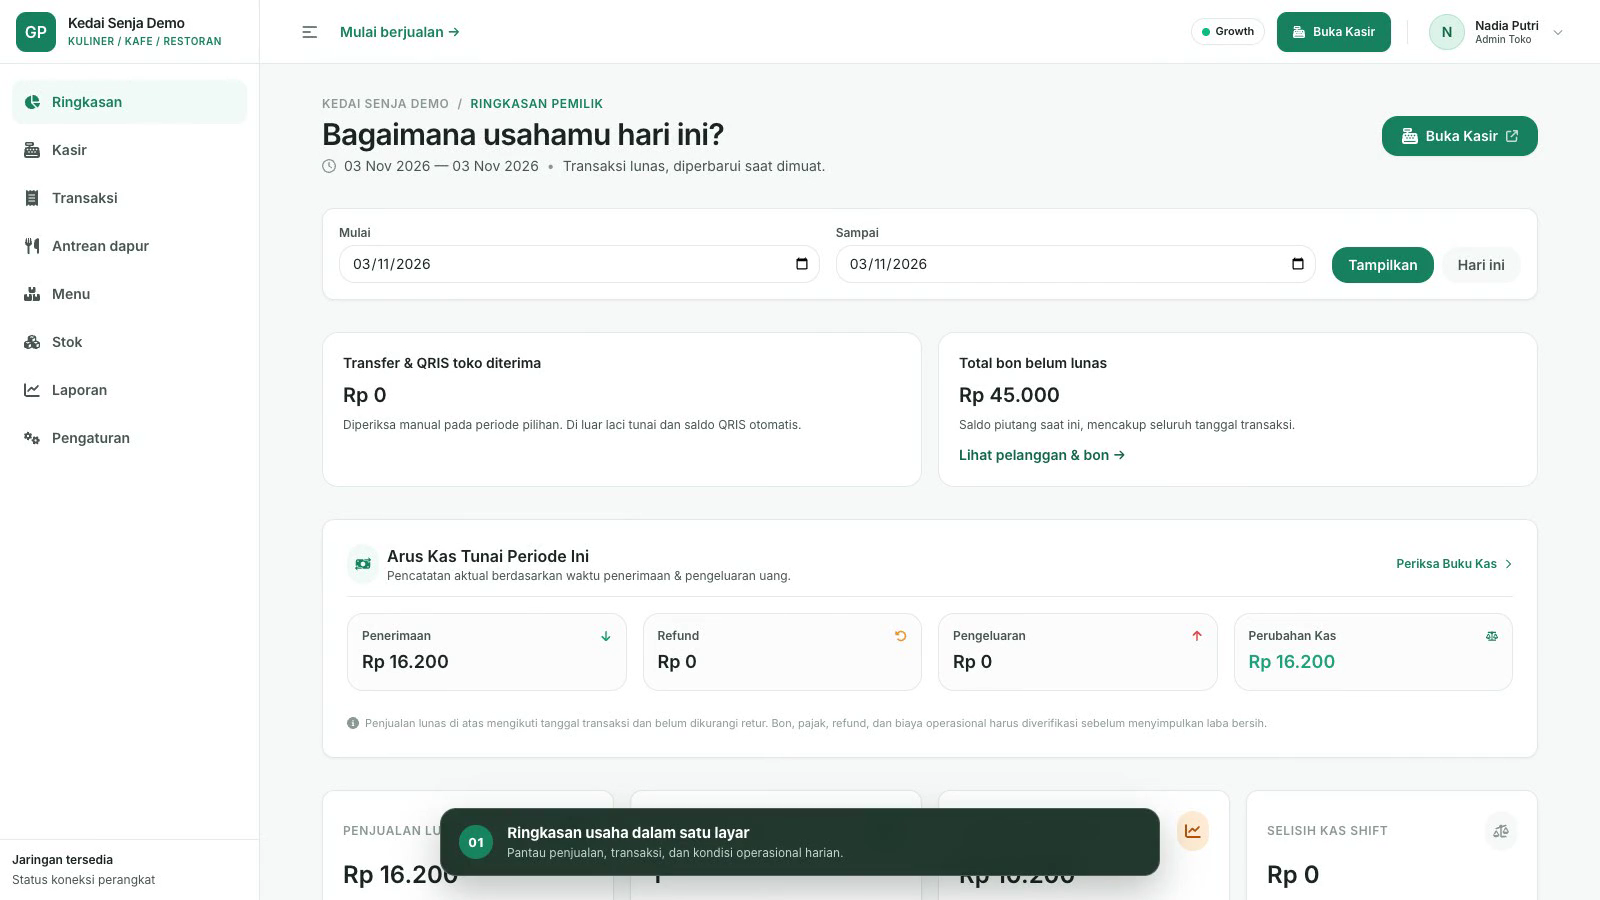 GP
Kedai Senja Demo
KULINER / KAFE / RESTORAN
Mulai berjualan →
Growth
Buka Kasir
N
Nadia Putri
Admin Toko
Ringkasan
Kasir
Transaksi
Antrean dapur
Menu
Stok
Laporan
Pengaturan
Jaringan tersedia
Status koneksi perangkat
KEDAI SENJA DEMO / RINGKASAN PEMILIK
Bagaimana usahamu hari ini?
03 Nov 2026 — 03 Nov 2026 • Transaksi lunas, diperbarui saat dimuat.
Buka Kasir
Mulai
03/11/2026
Sampai
03/11/2026
Tampilkan
Hari ini
Transfer & QRIS toko diterima
Rp 0
Diperiksa manual pada periode pilihan. Di luar laci tunai dan saldo QRIS otomatis.
Total bon belum lunas
Rp 45.000
Saldo piutang saat ini, mencakup seluruh tanggal transaksi.
Lihat pelanggan & bon →
Arus Kas Tunai Periode Ini
Pencatatan aktual berdasarkan waktu penerimaan & pengeluaran uang.
Periksa Buku Kas
Penerimaan
Rp 16.200
Refund
Rp 0
Pengeluaran
Rp 0
Perubahan Kas
Rp 16.200
Penjualan lunas di atas mengikuti tanggal transaksi dan belum dikurangi retur. Bon, pajak, refund, dan biaya operasional harus diverifikasi sebelum menyimpulkan laba bersih.
PENJUALAN LU
Rp 16.200
SELISIH KAS SHIFT
Rp 0
01
Ringkasan usaha dalam satu layar
Pantau penjualan, transaksi, dan kondisi operasional harian.